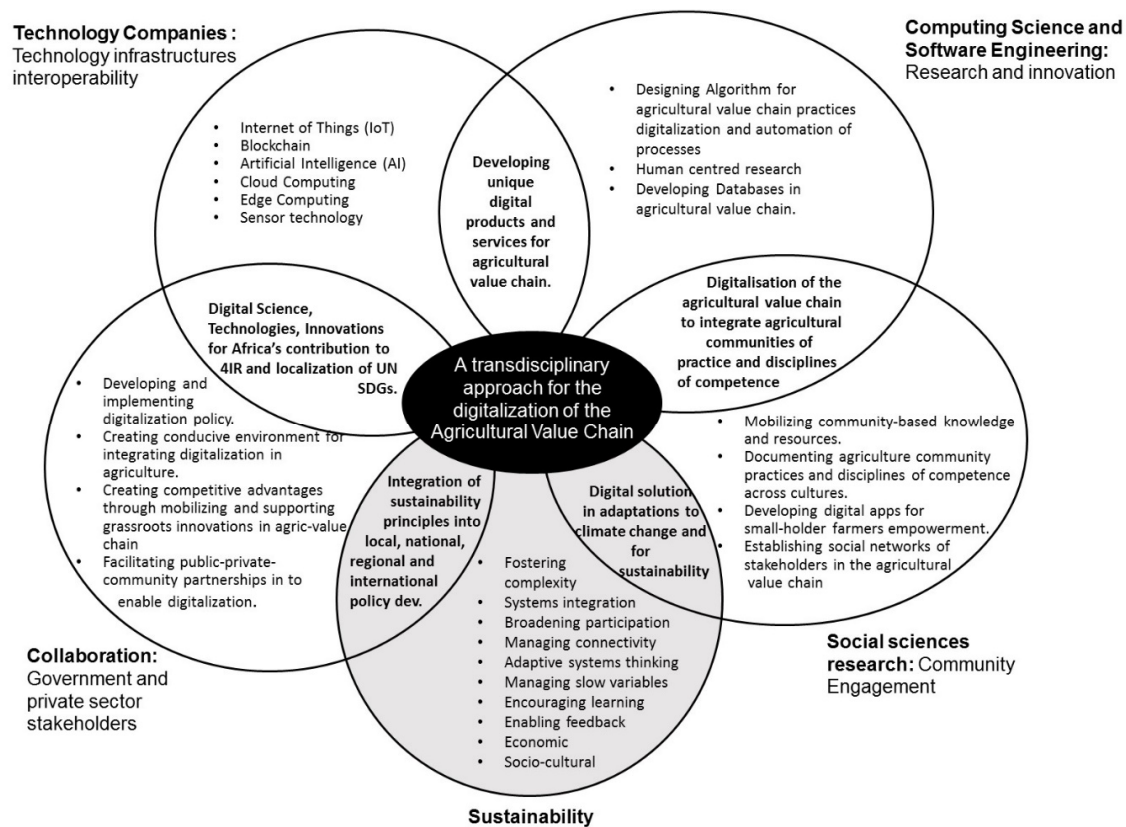 Technology Companies :
Technology infrastructures
interoperability
Computing Science and
Software Engineering:
Research and innovation
• Internet of Things (IoT)
• Blockchain
• Artificial Intelligence (AI)
• Cloud Computing
• Edge Computing
• Sensor technology
Developing
unique
digital
products and
services for
agricultural
value chain.
• Designing Algorithm for
agricultural value chain practices
digitalization and automation of
processes
• Human centred research
• Developing Databases in
agricultural value chain.
Digital Science,
Technologies, Innovations
for Africa's contribution to
4IR and localization of UN
SDGs.
Digitalisation of the
agricultural value chain
to integrate agricultural
communities of
practice and disciplines
of competence
A transdisciplinary
approach for the
digitalization of the
Agricultural Value Chain
• Developing and
implementing
digitalization policy.
• Creating conducive environment for
integrating digitalization in
agriculture.
• Creating competitive advantages
through mobilizing and supporting
grassroots innovations in agric-value
chain
• Facilitating public-private-
community partnerships in to
enable digitalization.
Integration of
sustainability
principles into
local, national,
regional and
international
policy dev.
Digital solution
in adaptations to
climate change and
for
sustainability
• Mobilizing community-based knowledge
and resources.
• Documenting agriculture community
practices and disciplines of competence
across cultures.
• Developing digital apps for
small-holder farmers empowerment.
• Establishing social networks of
stakeholders in the agricultural
value chain
• Fostering
complexity
• Systems integration
• Broadening participation
• Managing connectivity
• Adaptive systems thinking
• Managing slow variables
• Encouraging learning
• Enabling feedback
• Economic
• Socio-cultural
Collaboration:
Government and
private sector
stakeholders
Social sciences
research: Community
Engagement
Sustainability